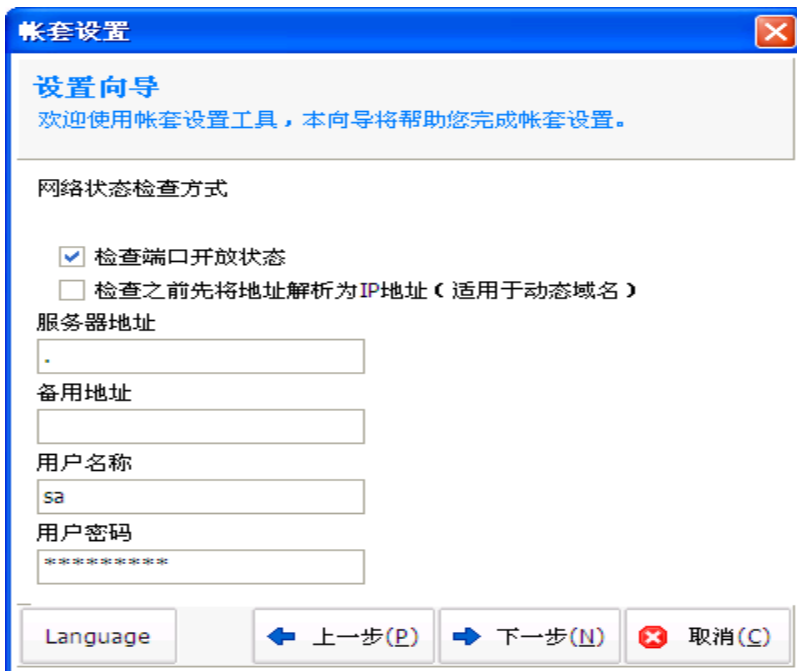 帐套设置
设置向导
欢迎使用帐套设置工具，本向导将帮助您完成帐套设置。
网络状态检查方式
检查端口开放状态
检查之前先将地址解析为IP地址（适用于动态域名）
服务器地址
.
备用地址
用户名称
sa
用户密码
*********
Language 上一步(P) 下一步(N) 取消(C)